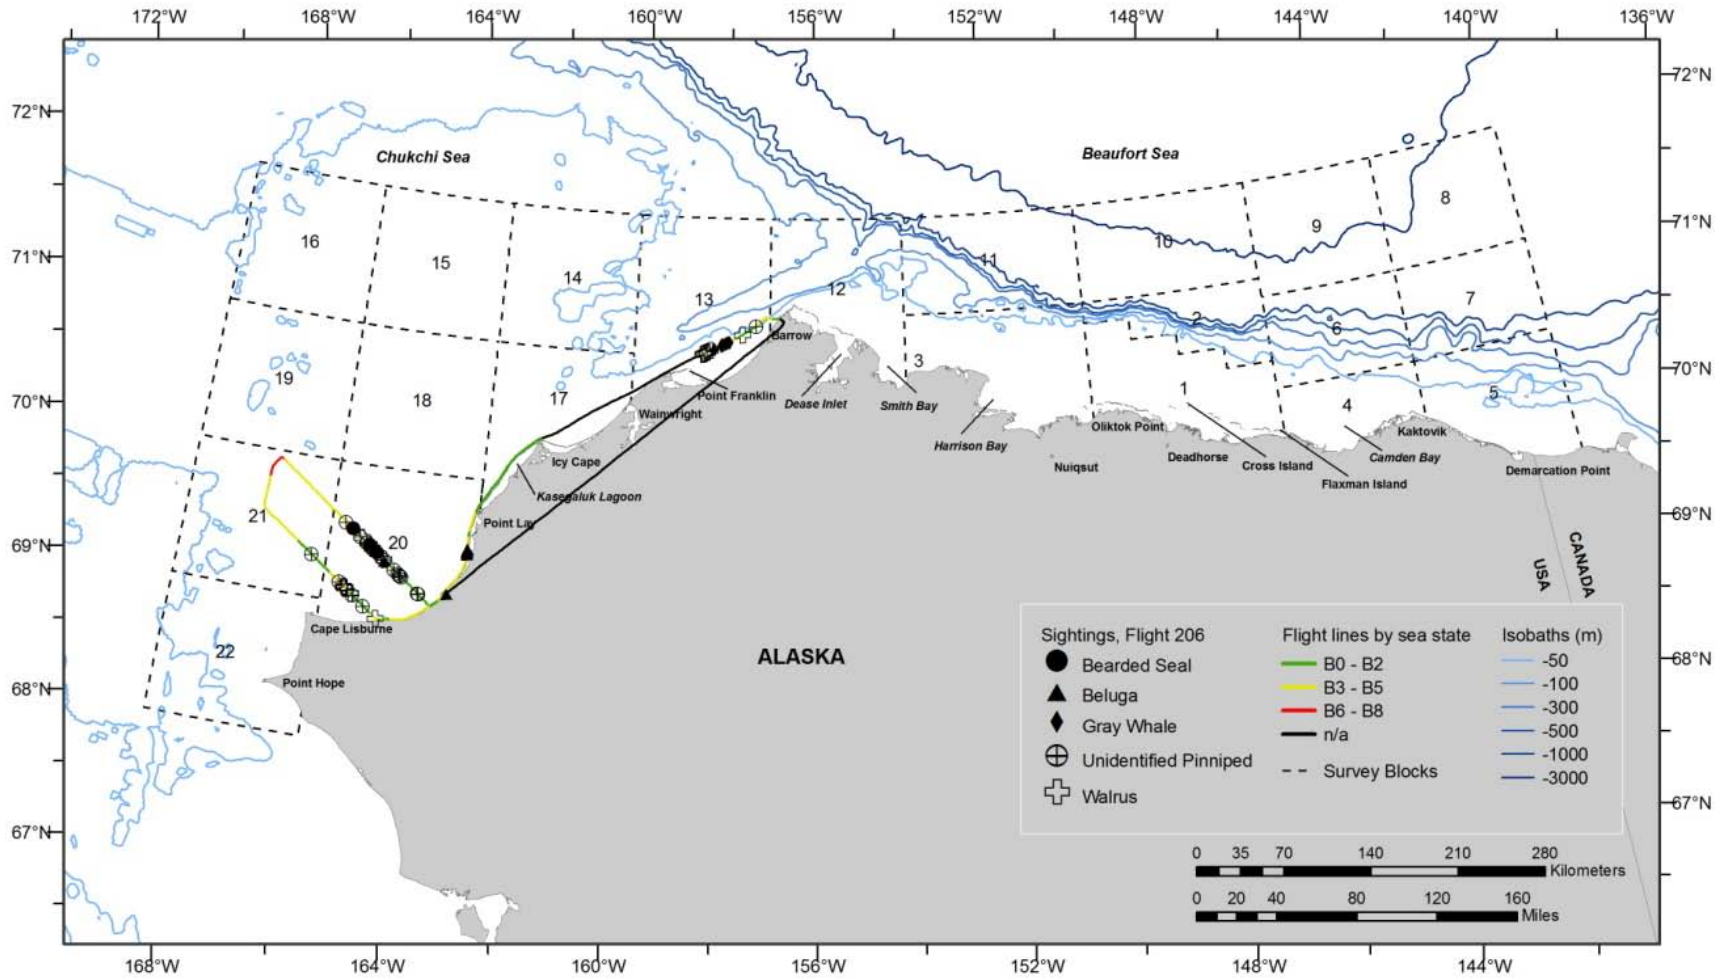 172°W 168°W 164°W 160°W 156°W 152°W 148°W 144°W 140°W 136°W
72°N
72°N
Chukchi Sea
Beaufort Sea
8
9
16
10
71°N
71°N
15
11
14
12
13
7
2
6
Barrow
70°N
3
19
Point Franklin
1
5
18
17
Dease Inlet
Smith Bay
4
70°N
Wainwright
Oliktok Point
Kaktovik
Harrison Bay
Icy Cape
Nuiqsut
Deadhorse
Cross Island
Camden Bay
Demarcation Point
Flaxman Island
Kasegaluk Lagoon
21
Point Lay
69°N
20
69°N
CANADA
USA
Cape Lisburne
22
ALASKA
68°N
Point Hope
68°N
Sightings, Flight 206
Bearded Seal
Beluga
Gray Whale
Unidentified Pinniped
Walrus
Flight lines by sea state
B0 - B2
B3 - B5
B6 - B8
n/a
Survey Blocks
Isobaths (m)
-50
-100
-300
-500
-1000
-3000
67°N
67°N
0 35 70 140 210 280
Kilometers
0 20 40 80 120 160
Miles
168°W 164°W 160°W 156°W 152°W 148°W 144°W 140°W